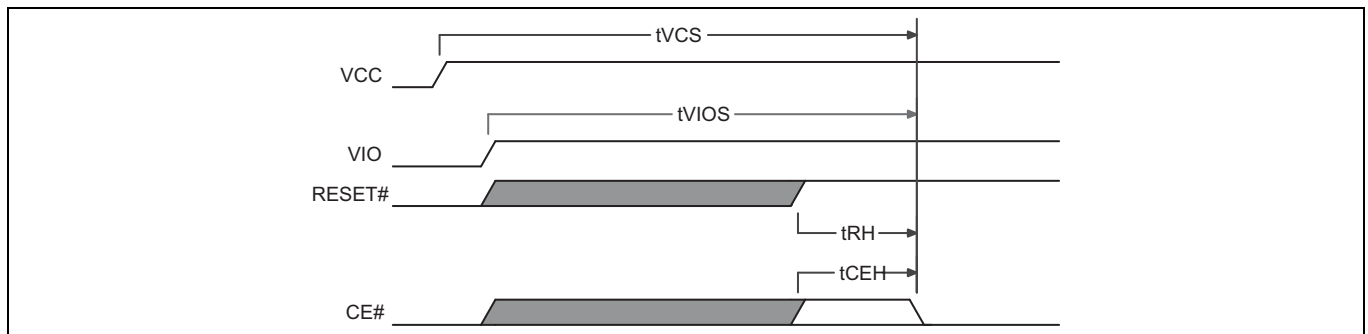 tVCS
VCC
tVIOS
VIO
RESET#
tRH
tCEH
CE#